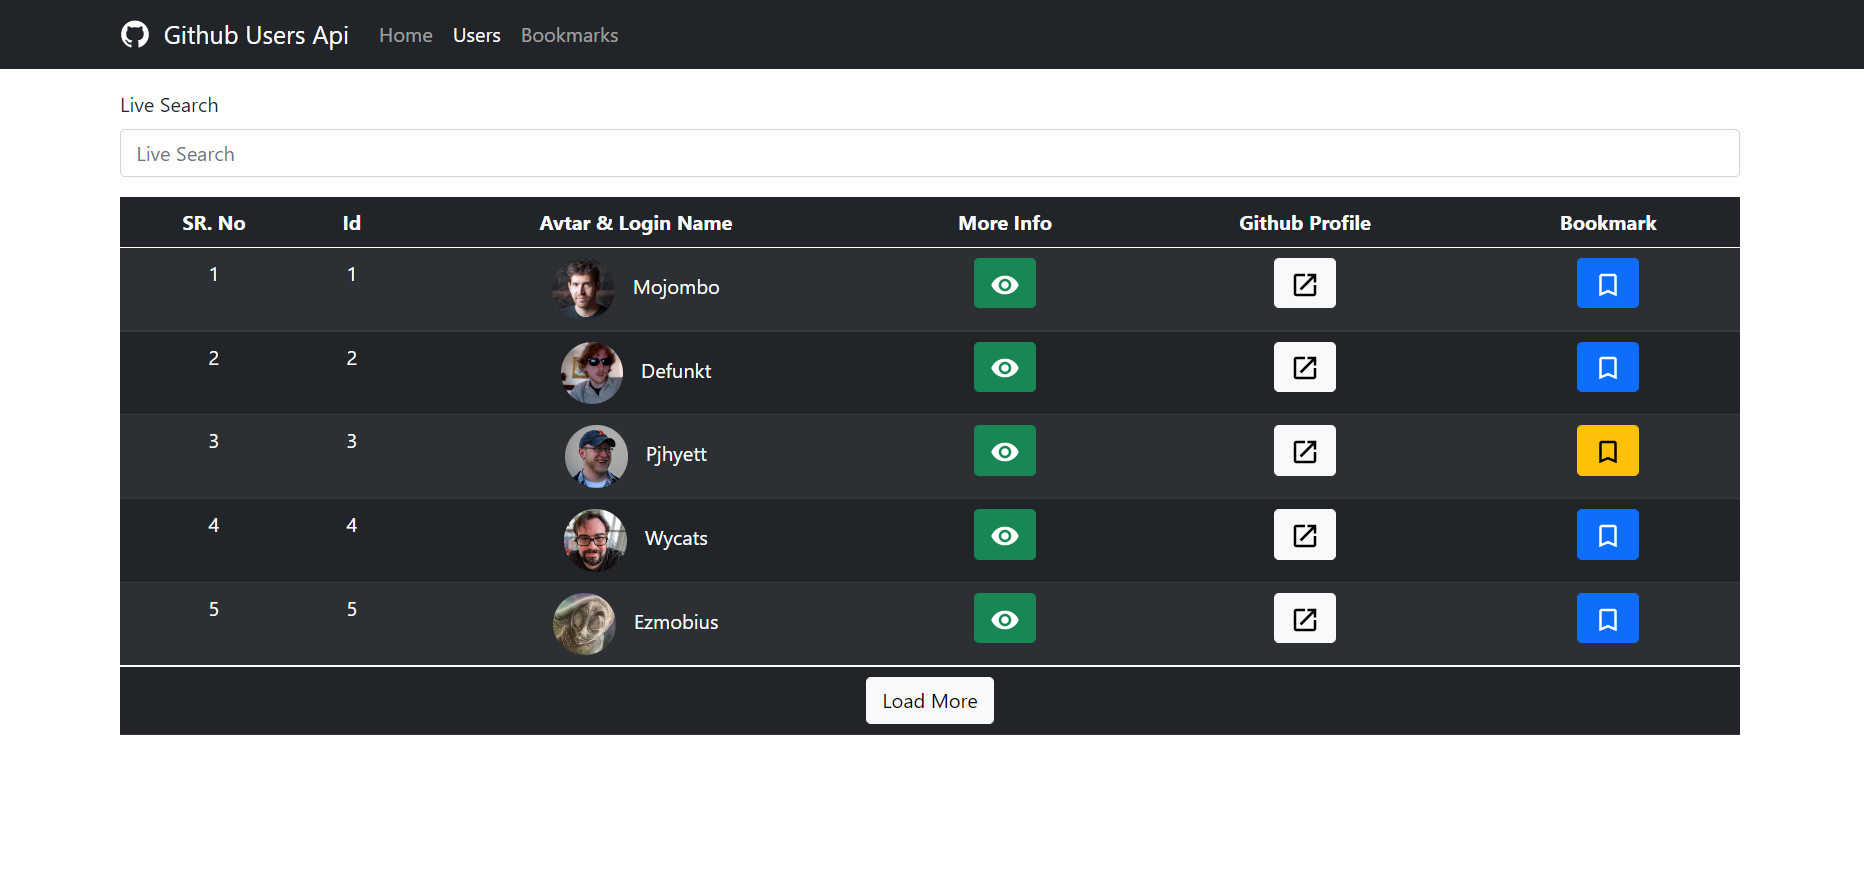 Github Users Api Home Users Bookmarks
Live Search
Live Search
SR. No Id Avtar & Login Name More Info Github Profile Bookmark
1 1 Mojombo
2 2 Defunkt
3 3 Pjhyett
4 4 Wycats
5 5 Ezmobius
Load More